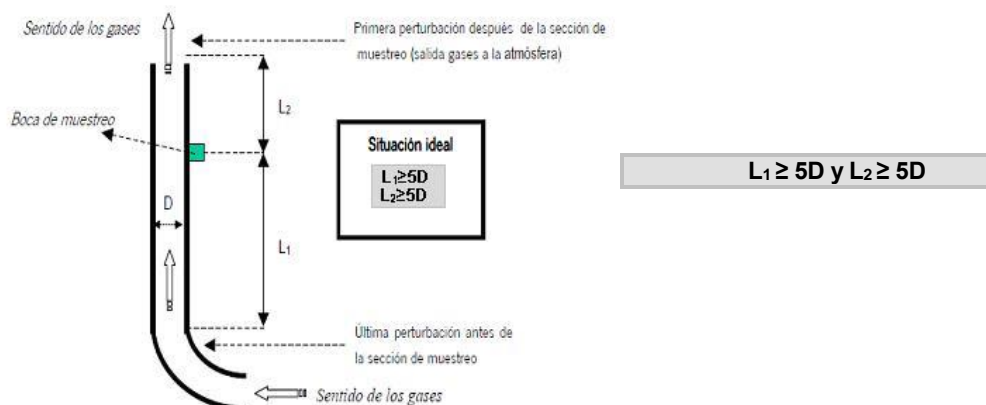 Sentido de los gases
Primera perturbación después de la sección de
muestreo (salida gases a la atmósfera)
L₂
Boca de muestreo
Situación ideal
L₁≥5D
L₂≥5D
L₁ ≥ 5D y L₂ ≥ 5D
D
L₁
Última perturbación antes de
la sección de muestreo
Sentido de los gases